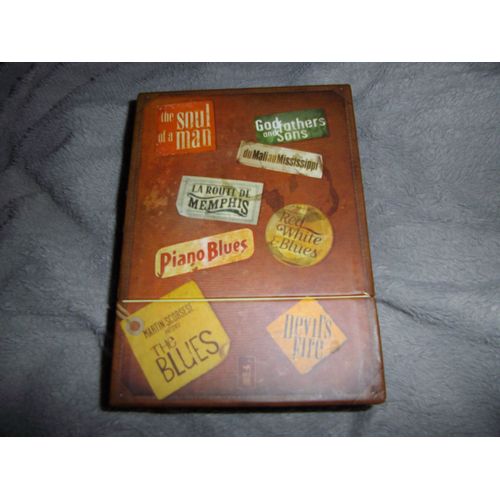 the soul
of a man
Godfathers
and Sons
du Mali au Mississippi
LA ROUTE DE
MEMPHIS
Red
White
& Blues
Piano Blues
MARTIN SCORSESE
THE
BLUES
Devil's
Fire